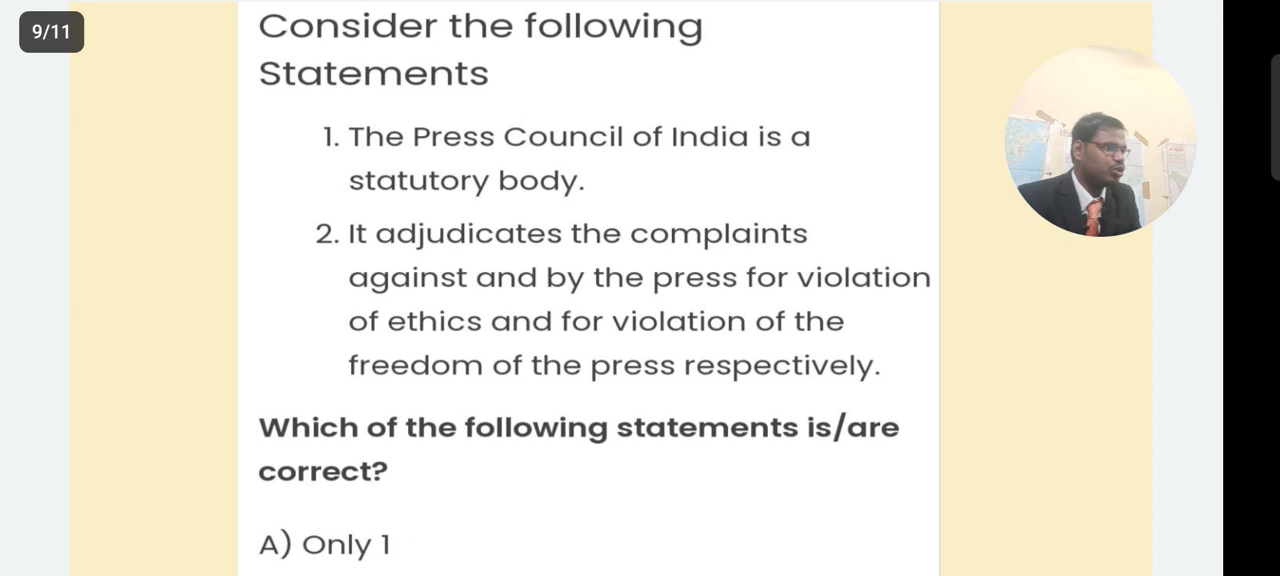 9/11
Consider the following
Statements
1. The Press Council of India is a
statutory body.
2. It adjudicates the complaints
against and by the press for violation
of ethics and for violation of the
freedom of the press respectively.
Which of the following statements is/are
correct?
A) Only 1